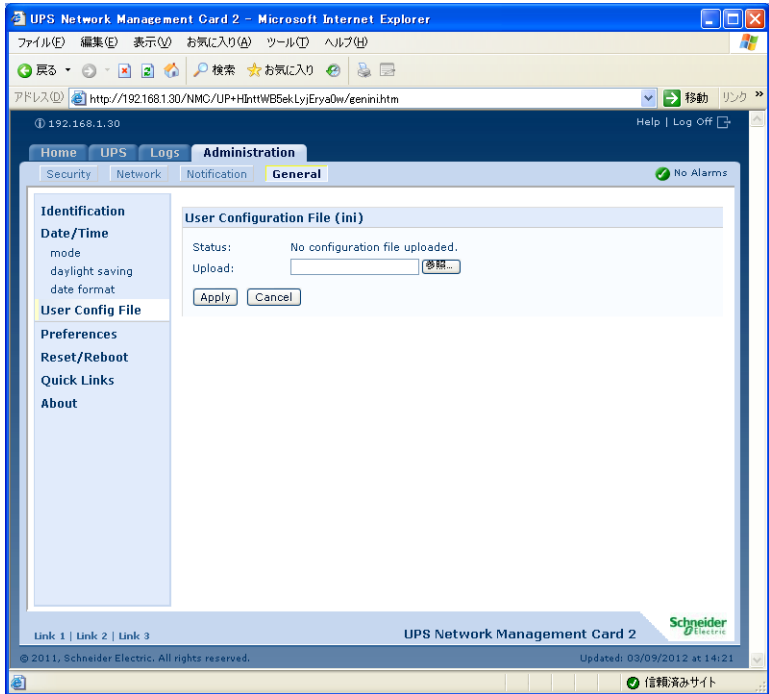 UPS Network Management Card 2 - Microsoft Internet Explorer
ファイル(F) 編集(E) 表示(V) お気に入り(A) ツール(T) ヘルプ(H)
戻る 検索 お気に入り
アドレス(D) http://192.168.1.30/NMC/UP+HInttWB5ekLyjErya0w/genini.htm 移動 リンク »
192.168.1.30 Help | Log Off
Home UPS Logs Administration
Security Network Notification General No Alarms
Identification
Date/Time
mode
daylight saving
date format
User Config File
Preferences
Reset/Reboot
Quick Links
About
User Configuration File (ini)
Status: No configuration file uploaded.
Upload: 参照...
Apply Cancel
Link 1 | Link 2 | Link 3 UPS Network Management Card 2 Schneider Electric
© 2011, Schneider Electric. All rights reserved. Updated: 03/09/2012 at 14:21
信頼済みサイト